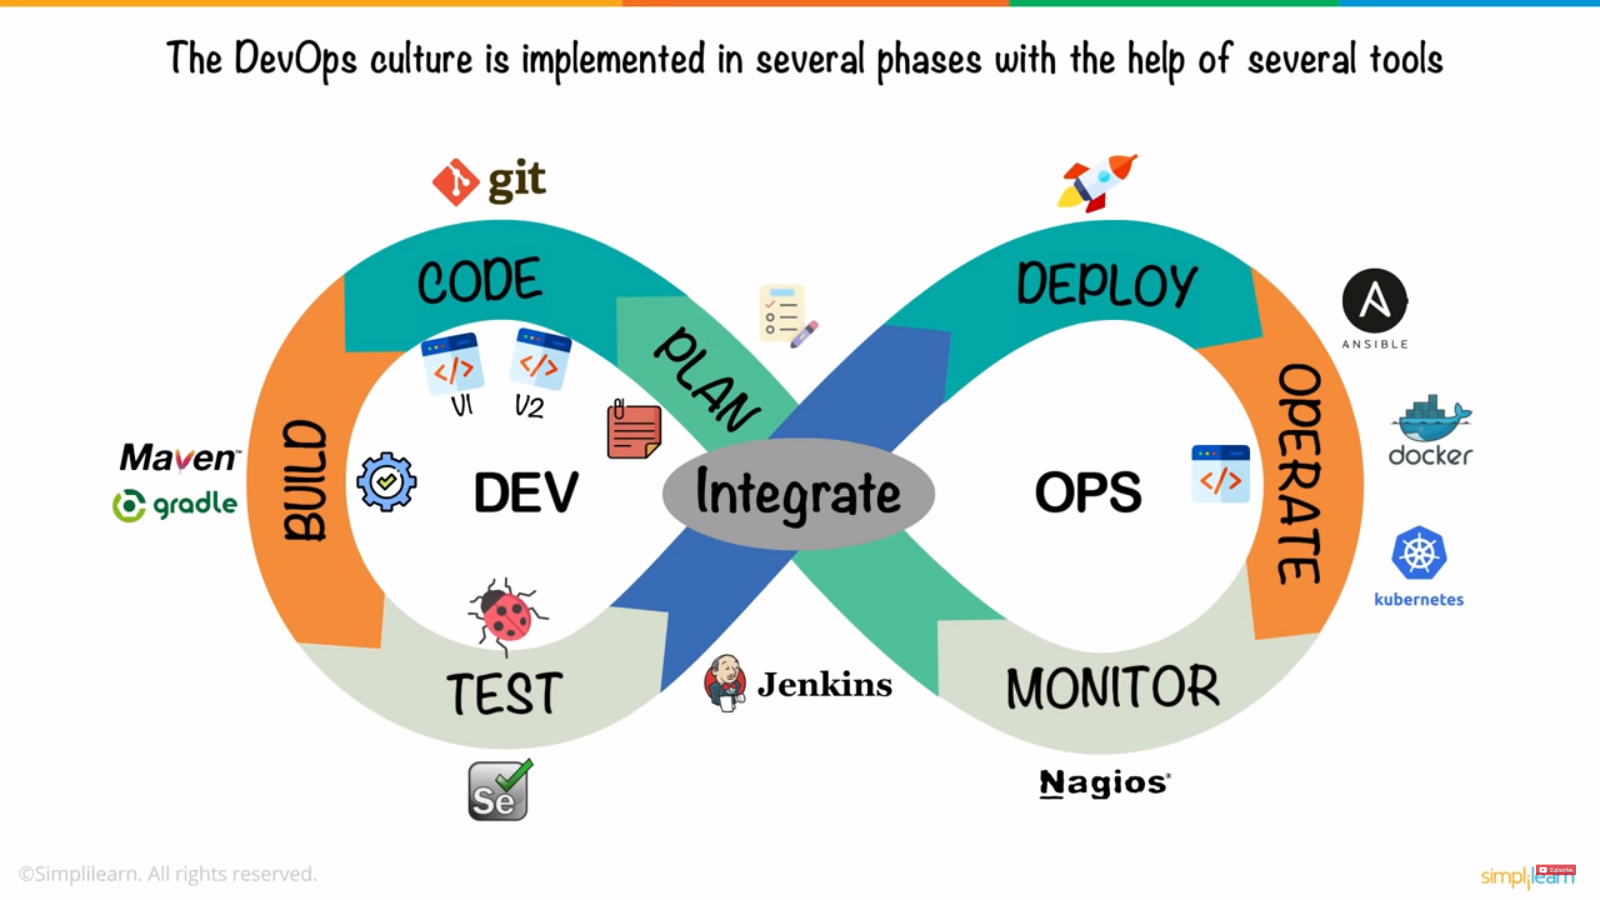 The DevOps culture is implemented in several phases with the help of several tools
git
CODE
DEPLOY
PLAN
</>
</>
V1
V2
ANSIBLE
OPERATE
docker
Maven™
gradle
BUILD
DEV
Integrate
OPS
</>
kubernetes
TEST
Jenkins
MONITOR
Se
Nagios®
©Simplilearn. All rights reserved.
simplilearn
Subscribe